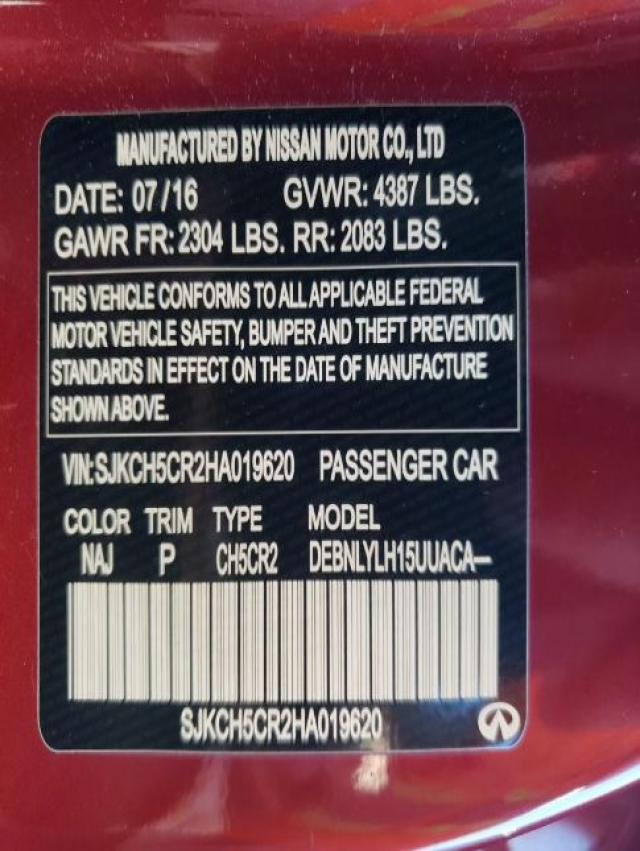 MANUFACTURED BY NISSAN MOTOR CO., LTD
DATE: 07/16 GVWR: 4387 LBS.
GAWR FR: 2304 LBS. RR: 2083 LBS.
THIS VEHICLE CONFORMS TO ALL APPLICABLE FEDERAL
MOTOR VEHICLE SAFETY, BUMPER AND THEFT PREVENTION
STANDARDS IN EFFECT ON THE DATE OF MANUFACTURE
SHOWN ABOVE.
VIN:SJKCH5CR2HA019620 PASSENGER CAR
COLOR TRIM TYPE MODEL
NAJ P CH5CR2 DEBNLYLH15UUACA—
SJKCH5CR2HA019620